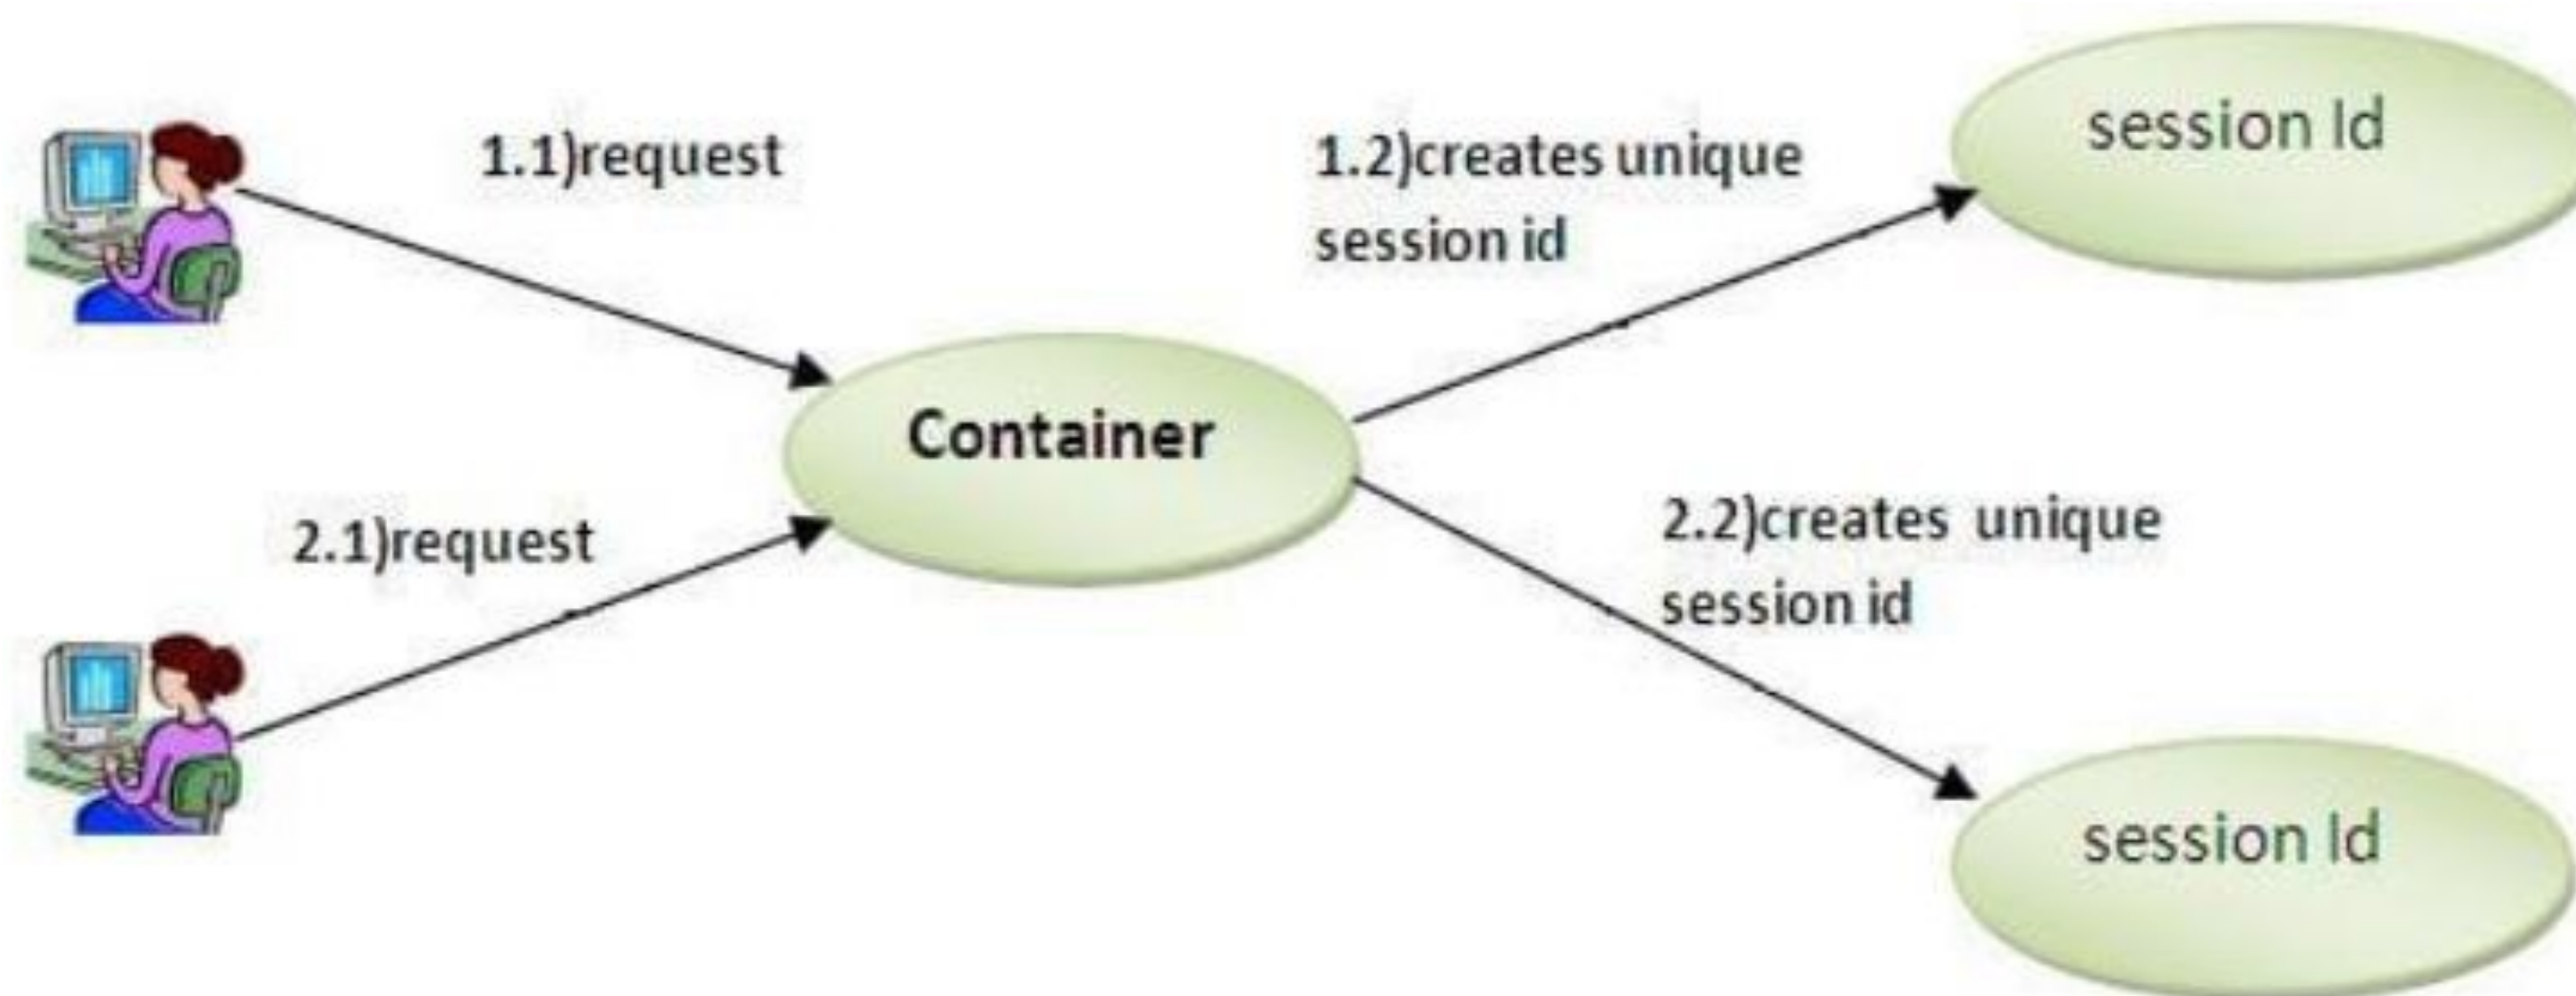 1.1)request
1.2)creates unique
session id
session Id
Container
2.1)request
2.2)creates unique
session id
session Id